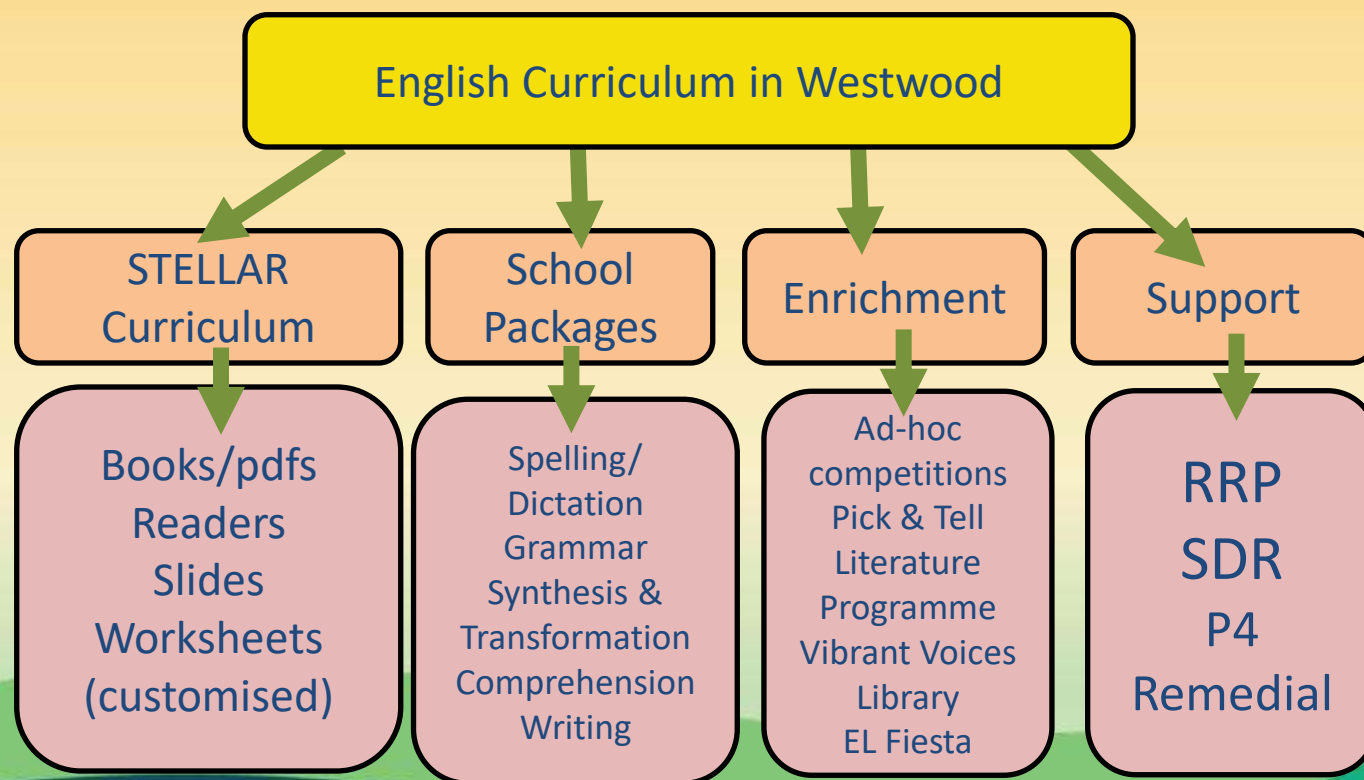 English Curriculum in Westwood
STELLAR
Curriculum
Books/pdfs
Readers
Slides
Worksheets
(customised)
School
Packages
Spelling/
Dictation
Grammar
Synthesis &
Transformation
Comprehension
Writing
Enrichment
Ad-hoc
competitions
Pick & Tell
Literature
Programme
Vibrant Voices
Library
EL Fiesta
Support
RRP
SDR
P4
Remedial